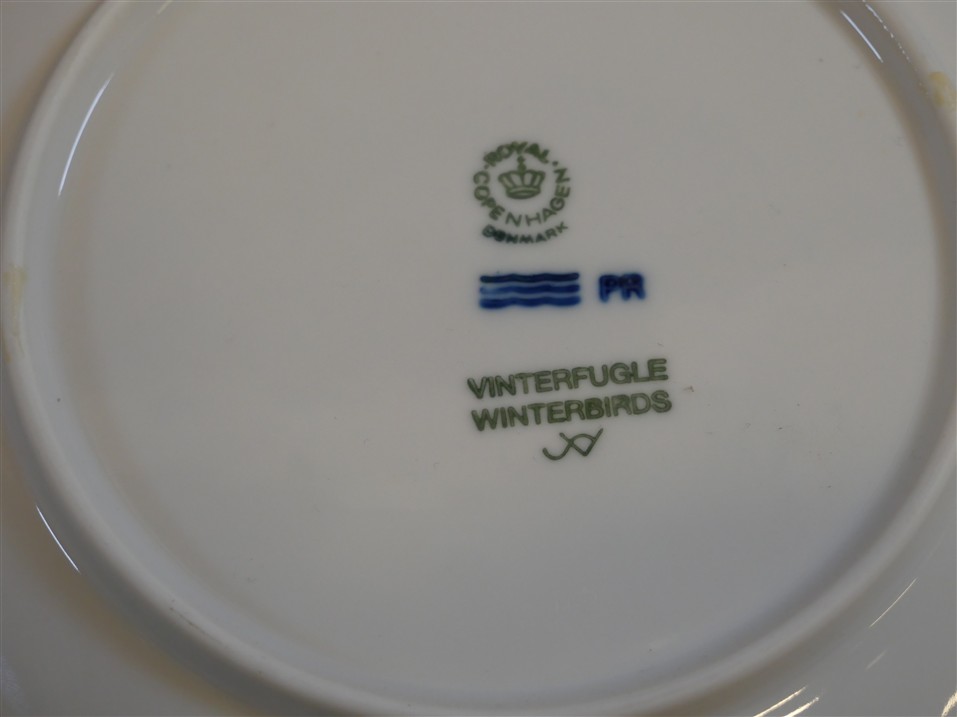 ROYAL
COPENHAGEN
DENMARK
PR
VINTERFUGLE
WINTERBIRDS